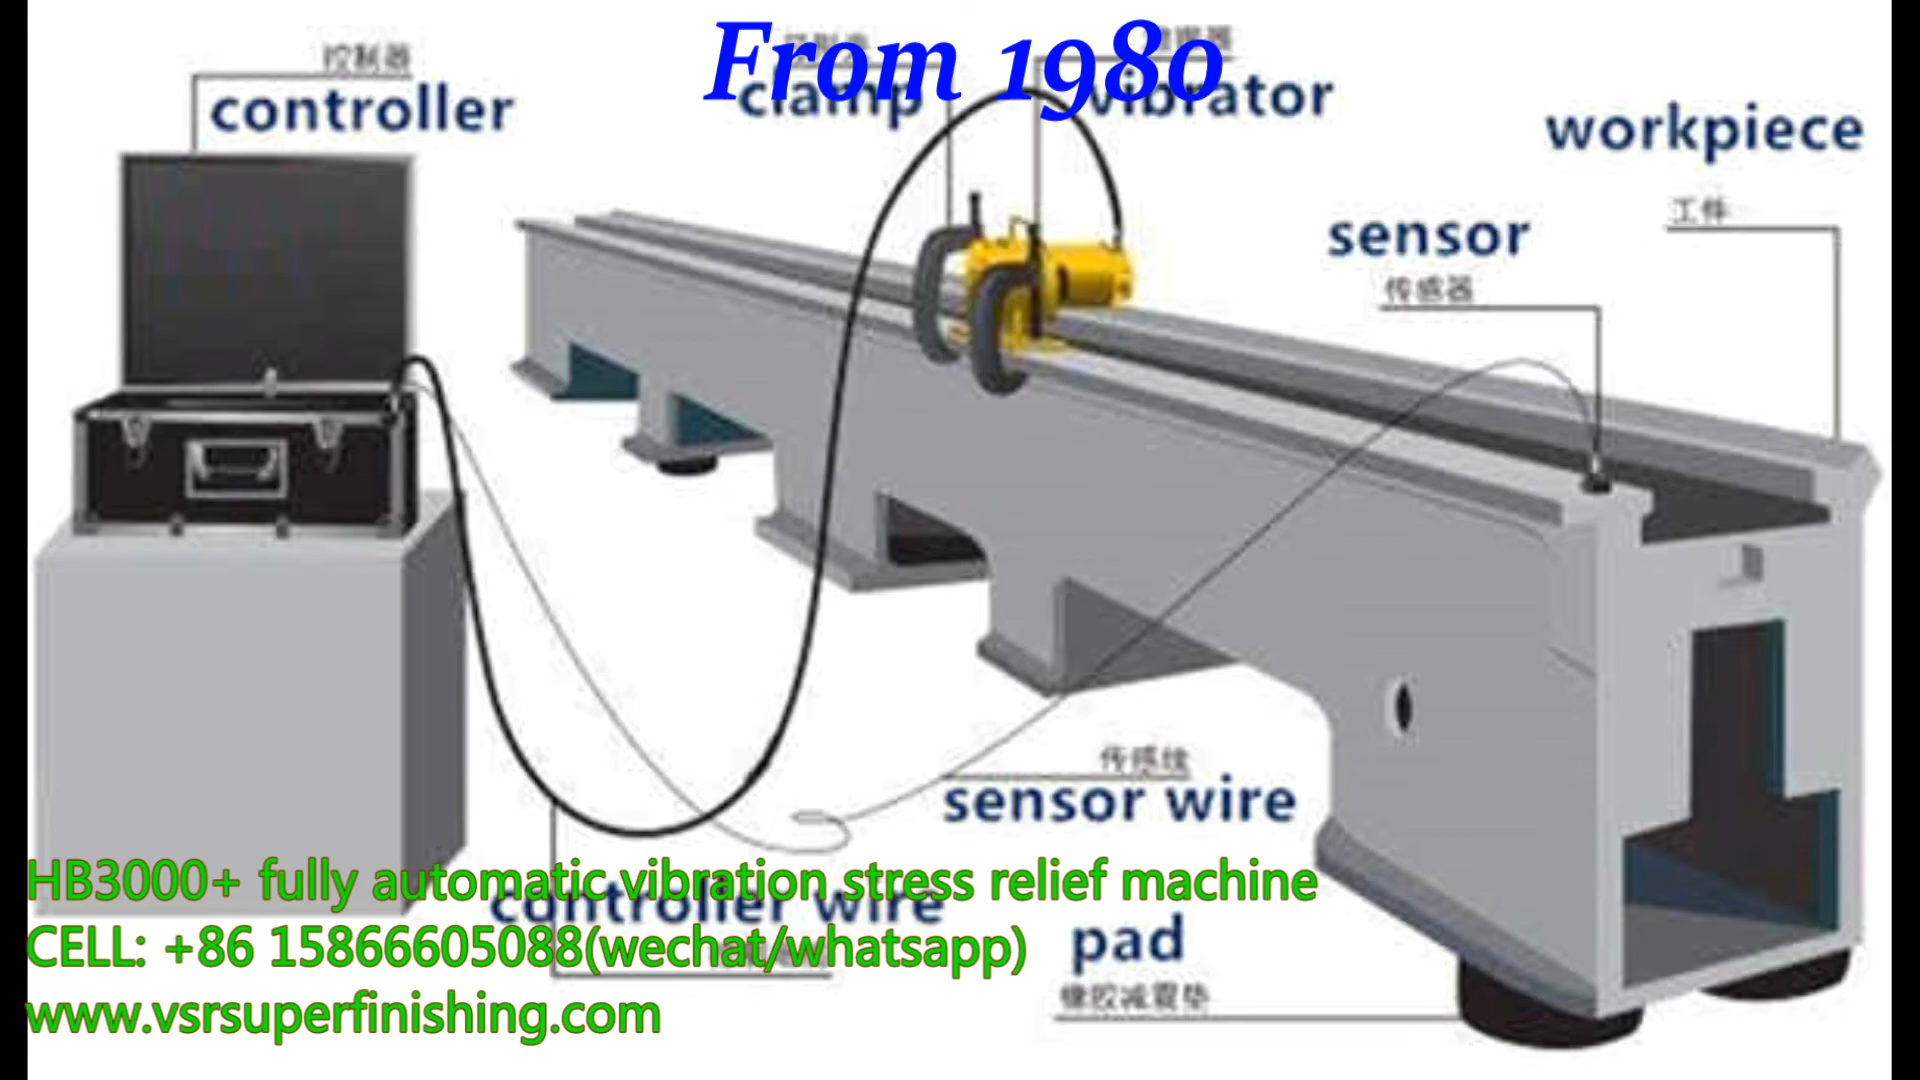 From 1980
控制器
controller
clamp
vibrator
workpiece
工件
sensor
传感器
传感线
sensor wire
HB3000+ fully automatic vibration stress relief machine
controller wire
CELL: +86 15866605088(wechat/whatsapp)
pad
橡胶减震垫
www.vsrsuperfinishing.com